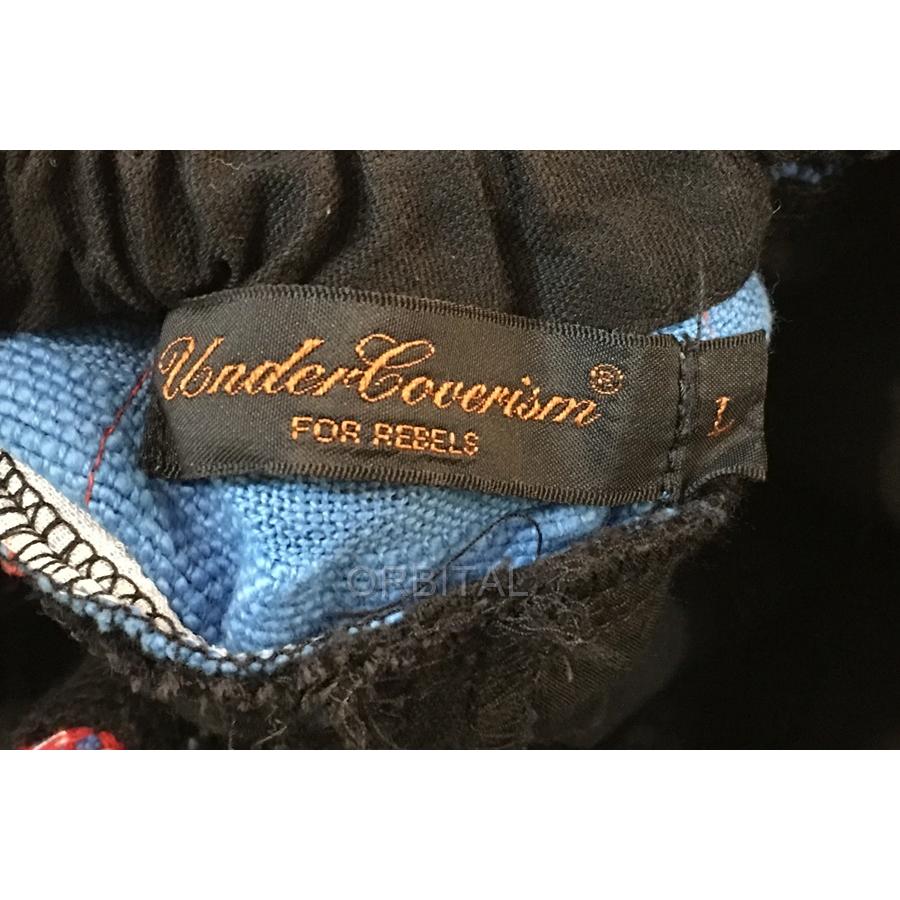 UnderCoverism®
FOR REBELS
L
ORBITAL